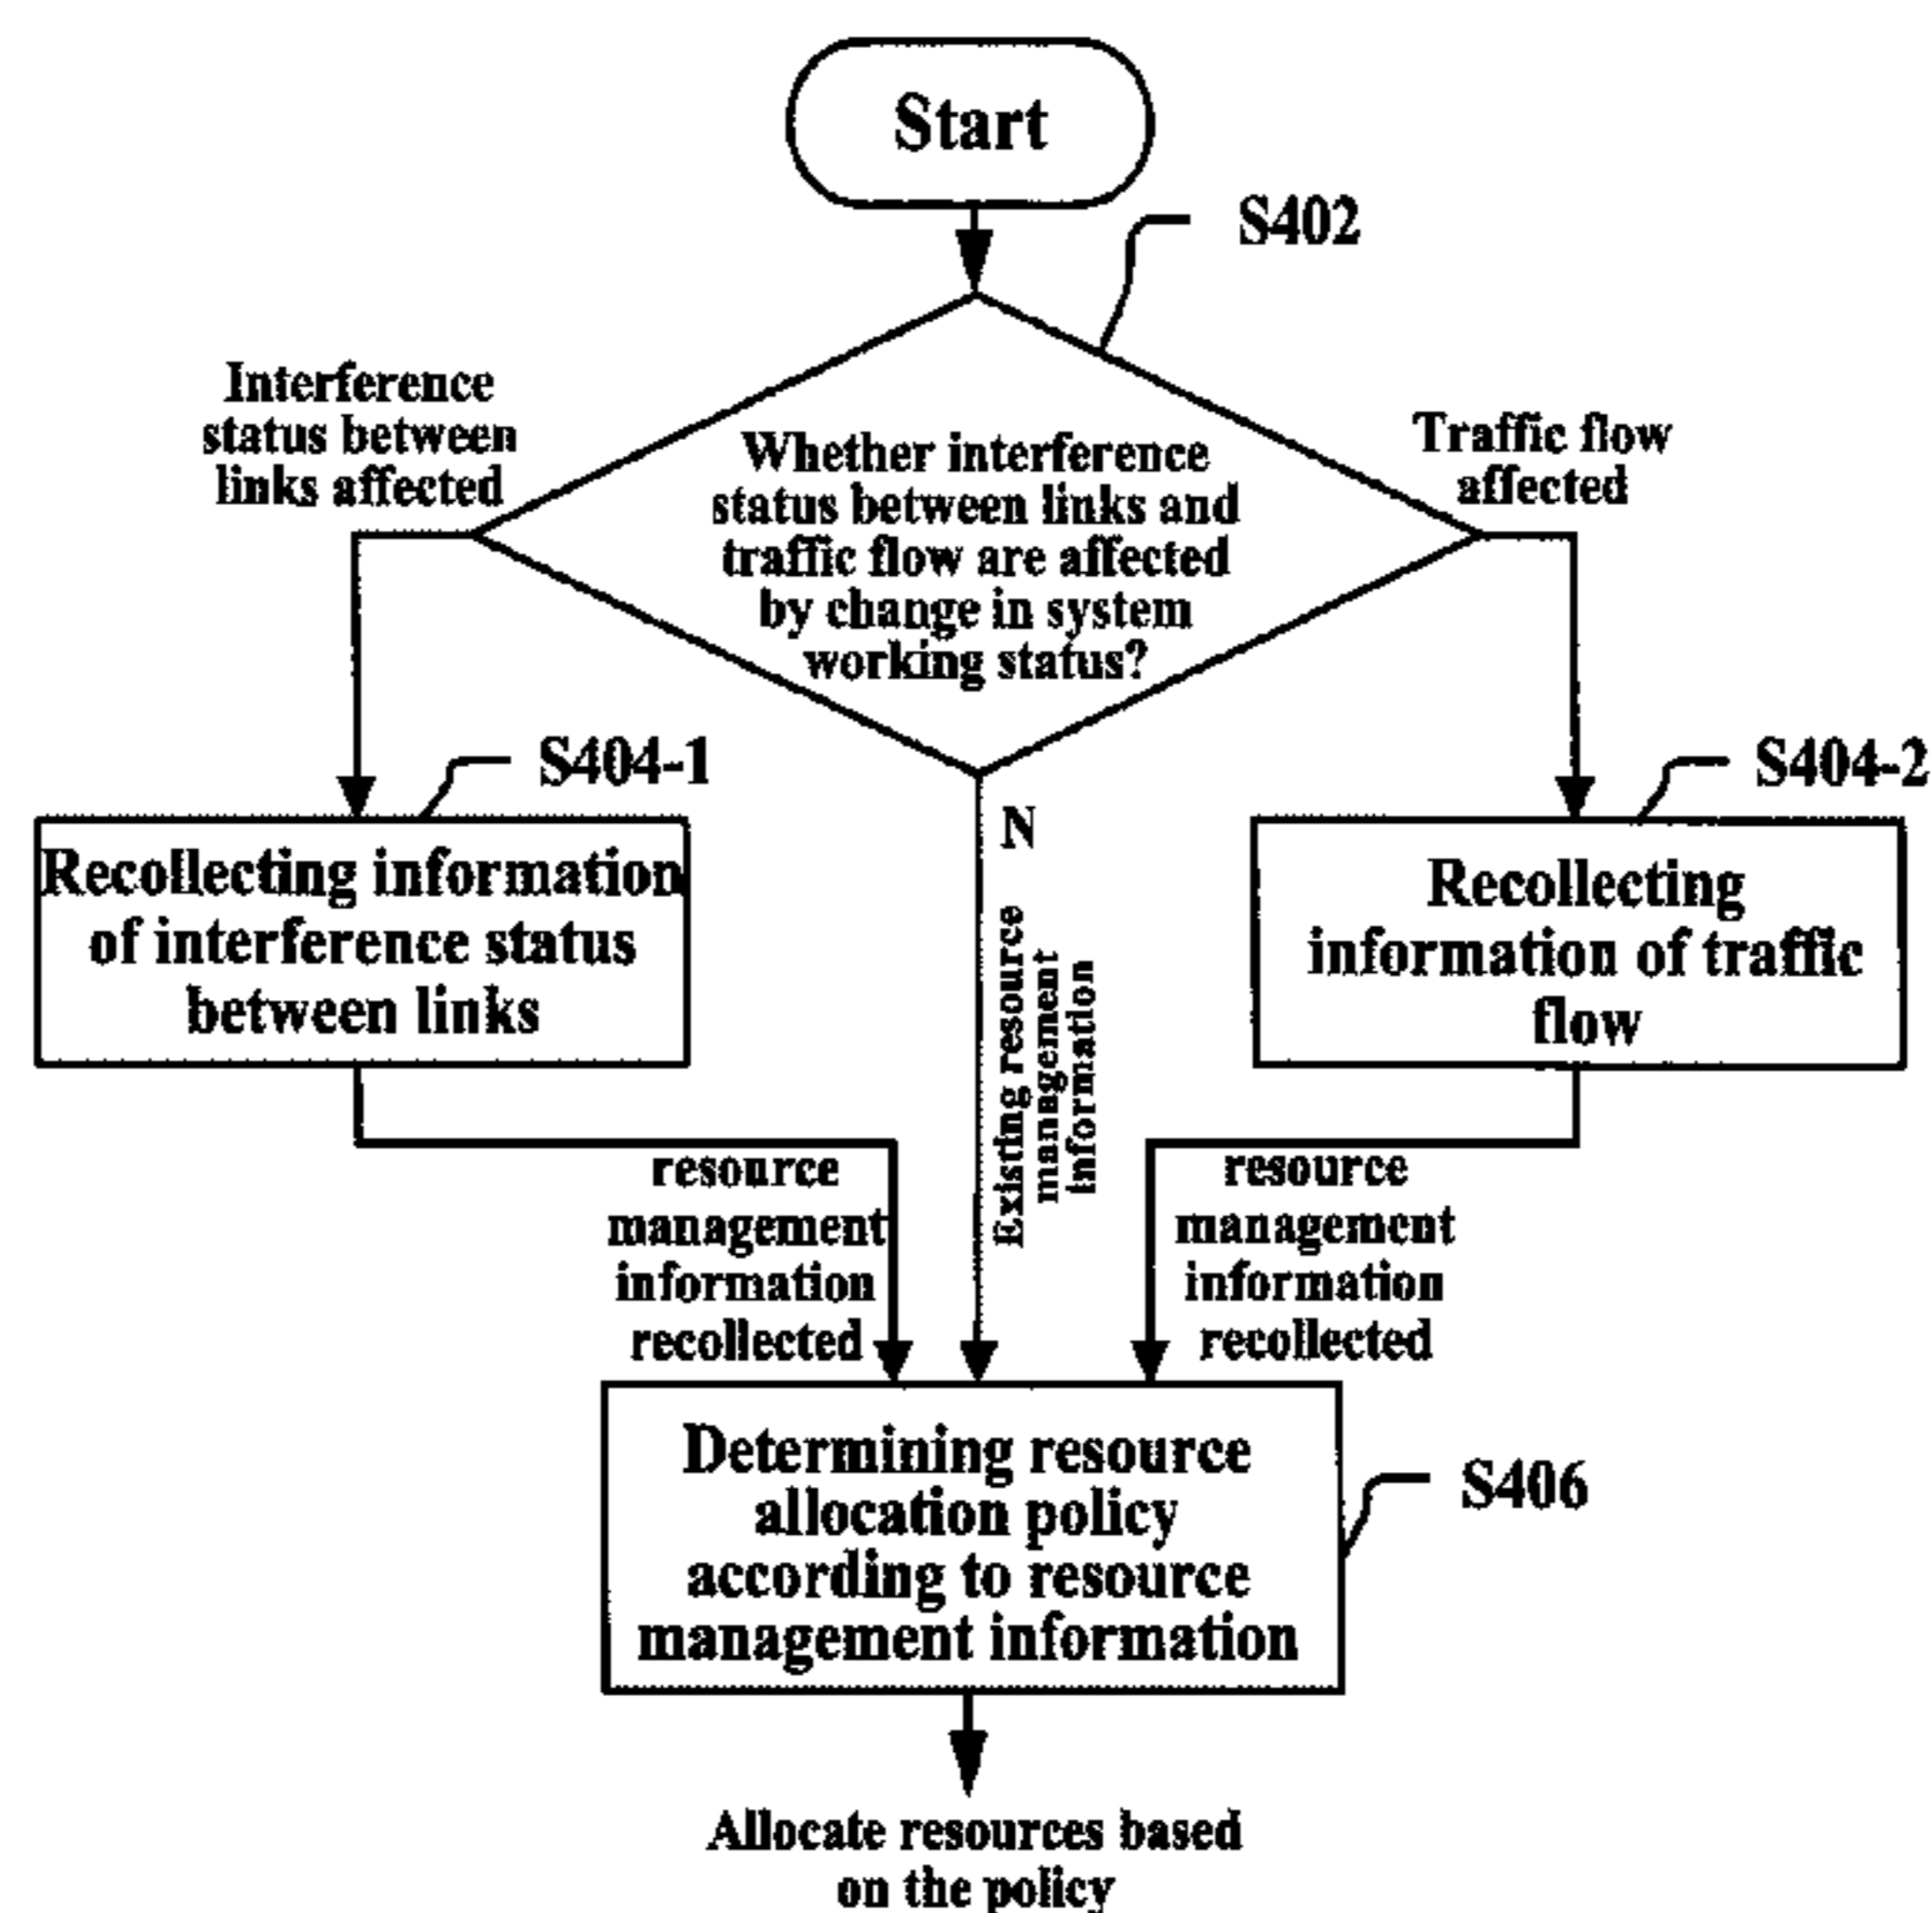 Start
S402
Interference
status between
links affected
Whether interference
status between links and
traffic flow are affected
by change in system
working status?
Traffic flow
affected
S404-1
S404-2
N
Recollecting information
of interference status
between links
Existing resource
management
information
Recollecting
information of traffic
flow
resource
management
information
recollected
resource
management
information
recollected
Determining resource
allocation policy
according to resource
management information
S406
Allocate resources based
on the policy